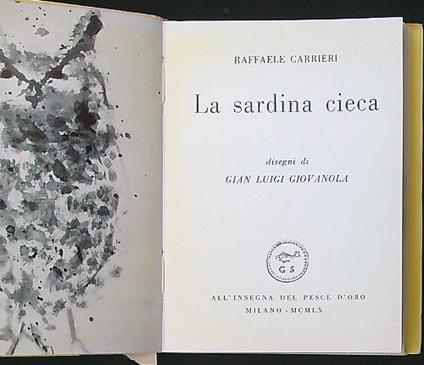 RAFFAELE CARRIERI
La sardina cieca
disegni di
GIAN LUIGI GIOVANOLA
G S
ALL'INSEGNA DEL PESCE D'ORO
MILANO - MCMLX